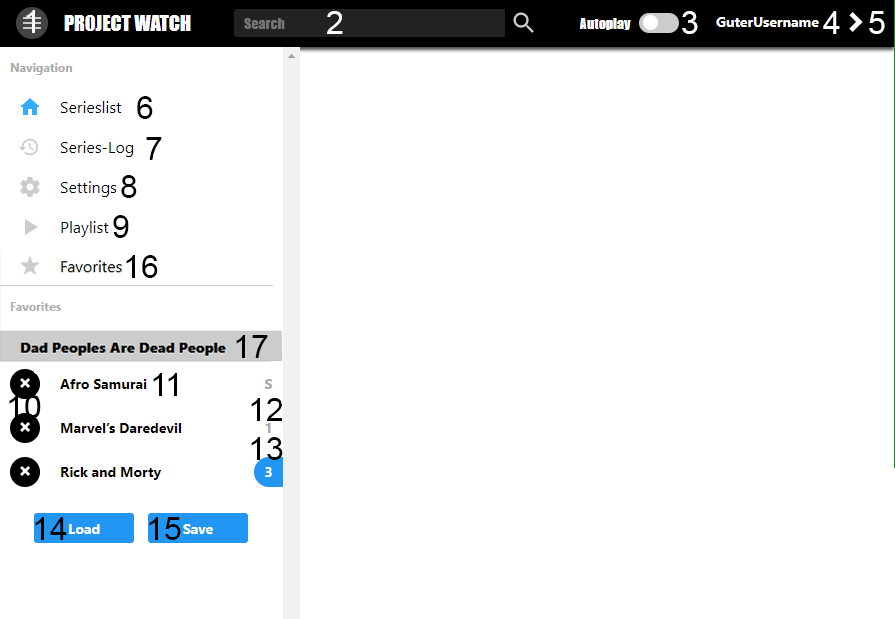 PROJECT WATCH Search 2 Autoplay 3 GuterUsername 4 5
Navigation
Serieslist 6
Series-Log 7
Settings 8
Playlist 9
Favorites 16
Favorites
Dad Peoples Are Dead People 17
Afro Samurai 11 S
10 12
Marvel's Daredevil 1
13
Rick and Morty 3
14 Load 15 Save